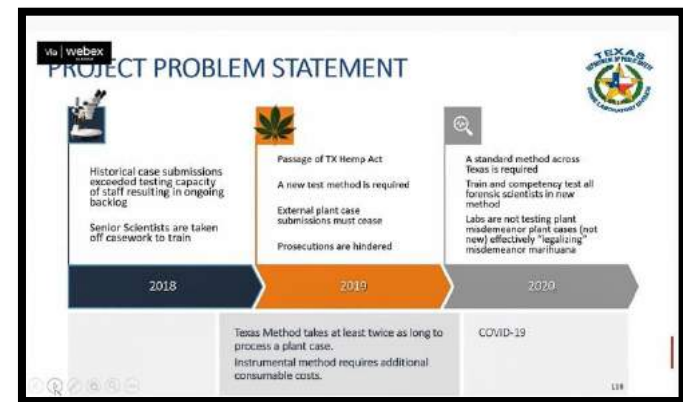 Via | webex
PROJECT PROBLEM STATEMENT
TEXAS
Historical case submissions
exceeded testing capacity
of staff resulting in ongoing
backlog
Senior Scientists are taken
off casework to train
Passage of TX Hemp Act
A new test method is required
External plant case
submissions must cease
Prosecutions are hindered
A standard method across
Texas is required
Train and competency test all
forensic scientists in new
method
Labs are not testing plant
misdemeanor plant cases (not
new) effectively "legalizing"
misdemeanor marihuana
2018
2019
2020
Texas Method takes at least twice as long to
process a plant case.
Instrumental method requires additional
consumable costs.
COVID-19